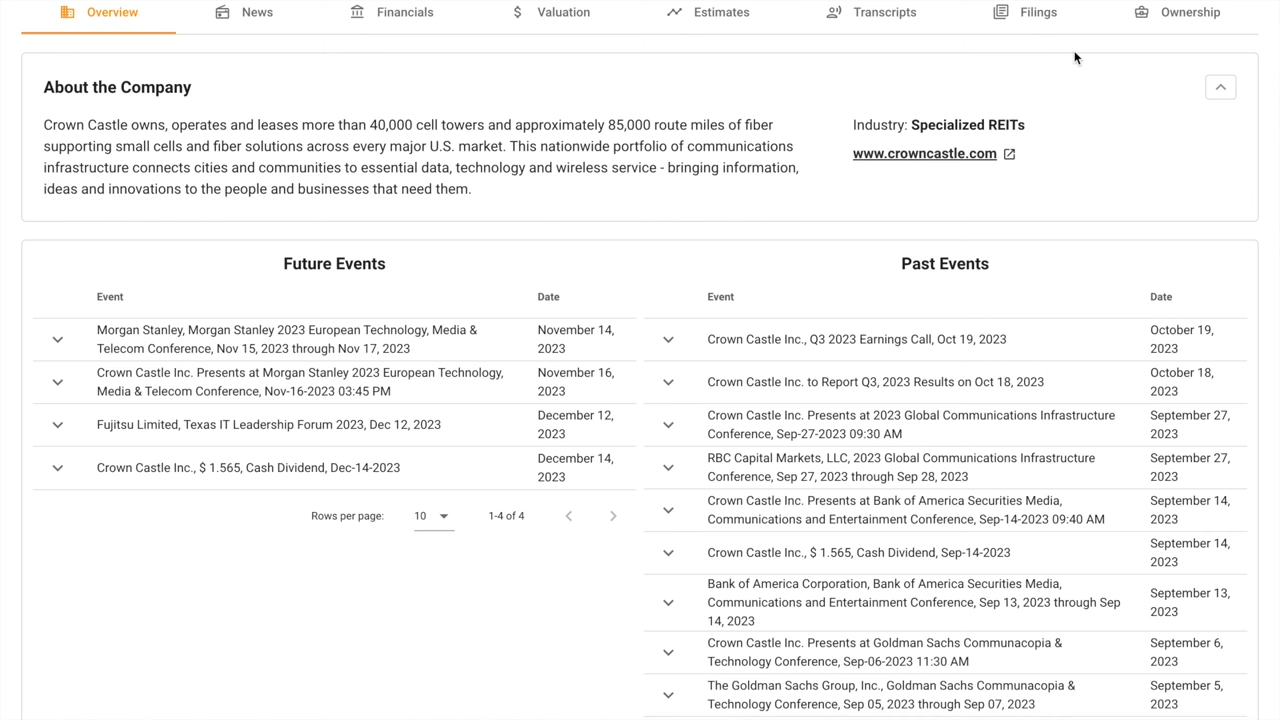 Overview
News
Financials
Valuation
Estimates
Transcripts
Filings
Ownership
About the Company
Crown Castle owns, operates and leases more than 40,000 cell towers and approximately 85,000 route miles of fiber
supporting small cells and fiber solutions across every major U.S. market. This nationwide portfolio of communications
infrastructure connects cities and communities to essential data, technology and wireless service - bringing information,
ideas and innovations to the people and businesses that need them.
Industry: Specialized REITs
www.crowncastle.com
Future Events
Event
Date
Morgan Stanley, Morgan Stanley 2023 European Technology, Media &
Telecom Conference, Nov 15, 2023 through Nov 17, 2023
November 14,
2023
Crown Castle Inc. Presents at Morgan Stanley 2023 European Technology,
Media & Telecom Conference, Nov-16-2023 03:45 PM
November 16,
2023
Fujitsu Limited, Texas IT Leadership Forum 2023, Dec 12, 2023
December 12,
2023
Crown Castle Inc., $ 1.565, Cash Dividend, Dec-14-2023
December 14,
2023
Rows per page:
10
1-4 of 4
Past Events
Event
Date
Crown Castle Inc., Q3 2023 Earnings Call, Oct 19, 2023
October 19,
2023
Crown Castle Inc. to Report Q3, 2023 Results on Oct 18, 2023
October 18,
2023
Crown Castle Inc. Presents at 2023 Global Communications Infrastructure
Conference, Sep-27-2023 09:30 AM
September 27,
2023
RBC Capital Markets, LLC, 2023 Global Communications Infrastructure
Conference, Sep 27, 2023 through Sep 28, 2023
September 27,
2023
Crown Castle Inc. Presents at Bank of America Securities Media,
Communications and Entertainment Conference, Sep-14-2023 09:40 AM
September 14,
2023
Crown Castle Inc., $ 1.565, Cash Dividend, Sep-14-2023
September 14,
2023
Bank of America Corporation, Bank of America Securities Media,
Communications and Entertainment Conference, Sep 13, 2023 through Sep
14, 2023
September 13,
2023
Crown Castle Inc. Presents at Goldman Sachs Communacopia &
Technology Conference, Sep-06-2023 11:30 AM
September 6,
2023
The Goldman Sachs Group, Inc., Goldman Sachs Communacopia &
Technology Conference, Sep 05, 2023 through Sep 07, 2023
September 5,
2023